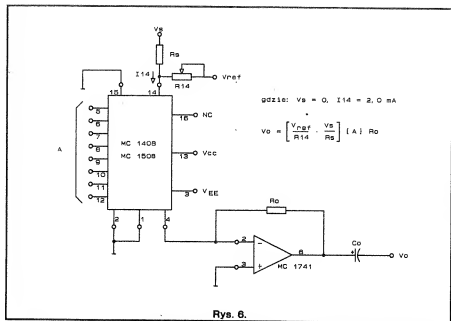 Vs
Rs
I14
Vref
R14
15
14
gdzie: Vs = 0, I14 = 2,0 mA
5
6
16
NC
7
Vo = [Vref/R14 · Vs/Rs] {A} Ro
A
8
MC 1408
9
MC 1508
13
Vcc
10
11
3
VEE
12
2
1
4
Ro
2
−
6
Co
+
Vo
3
+
MC 1741
Rys. 6.